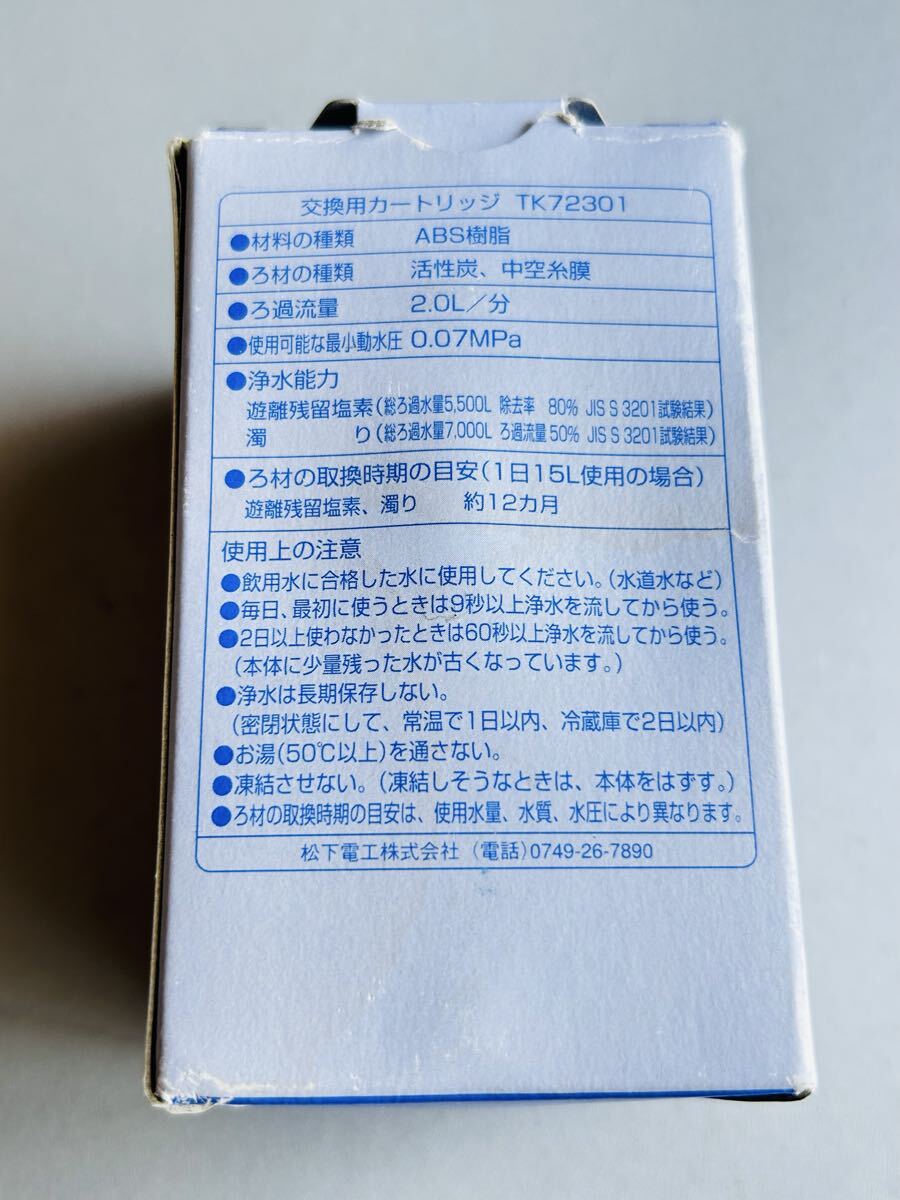 交換用カートリッジ TK72301
●材料の種類 ABS樹脂
●ろ材の種類 活性炭、中空糸膜
●ろ過流量 2.0L／分
●使用可能な最小動水圧 0.07MPa
●浄水能力
遊離残留塩素(総ろ過水量5,500L 除去率 80% JIS S 3201試験結果)
濁り(総ろ過水量7,000L ろ過流量50% JIS S 3201試験結果)
●ろ材の取換時期の目安(1日15L使用の場合)
遊離残留塩素、濁り 約12カ月
使用上の注意
●飲用水に合格した水に使用してください。(水道水など)
●毎日、最初に使うときは9秒以上浄水を流してから使う。
●2日以上使わなかったときは60秒以上浄水を流してから使う。
(本体に少量残った水が古くなっています。)
●浄水は長期保存しない。
(密閉状態にして、常温で1日以内、冷蔵庫で2日以内)
●お湯(50℃以上)を通さない。
●凍結させない。(凍結しそうなときは、本体をはずす。)
●ろ材の取換時期の目安は、使用水量、水質、水圧により異なります。
松下電工株式会社 (電話)0749-26-7890